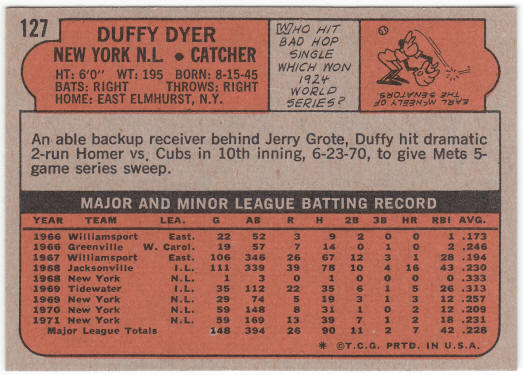 127
DUFFY DYER
NEW YORK N.L. • CATCHER
HT: 6'0" WT: 195 BORN: 8-15-45
BATS: RIGHT THROWS: RIGHT
HOME: EAST ELMHURST, N.Y.
WHO HIT
BAD HOP
SINGLE
WHICH WON
1924
WORLD
SERIES?
EARL McNEELY OF
THE SENATORS
An able backup receiver behind Jerry Grote, Duffy hit dramatic
2-run Homer vs. Cubs in 10th inning, 6-23-70, to give Mets 5-
game series sweep.
MAJOR AND MINOR LEAGUE BATTING RECORD
YEAR TEAM LEA. G AB R H 2B 3B HR RBI AVG.
1966 Williamsport East. 22 52 3 9 2 0 0 1 .173
1966 Greenville W. Carol. 19 57 7 14 0 0 0 2 .246
1967 Williamsport East. 106 346 26 67 12 3 1 28 .194
1968 Jacksonville I.L. 111 339 39 78 10 4 16 43 .230
1968 New York N.L. 1 3 0 1 0 0 0 0 .333
1969 Tidewater I.L. 35 112 22 35 6 1 5 26 .313
1969 New York N.L. 29 74 5 19 3 1 3 12 .257
1970 New York N.L. 59 148 8 31 1 0 2 12 .209
1971 New York N.L. 59 169 13 39 7 1 2 18 .231
Major League Totals 148 394 26 90 11 2 7 42 .228
* ©T.C.G. PRTD. IN U.S.A.